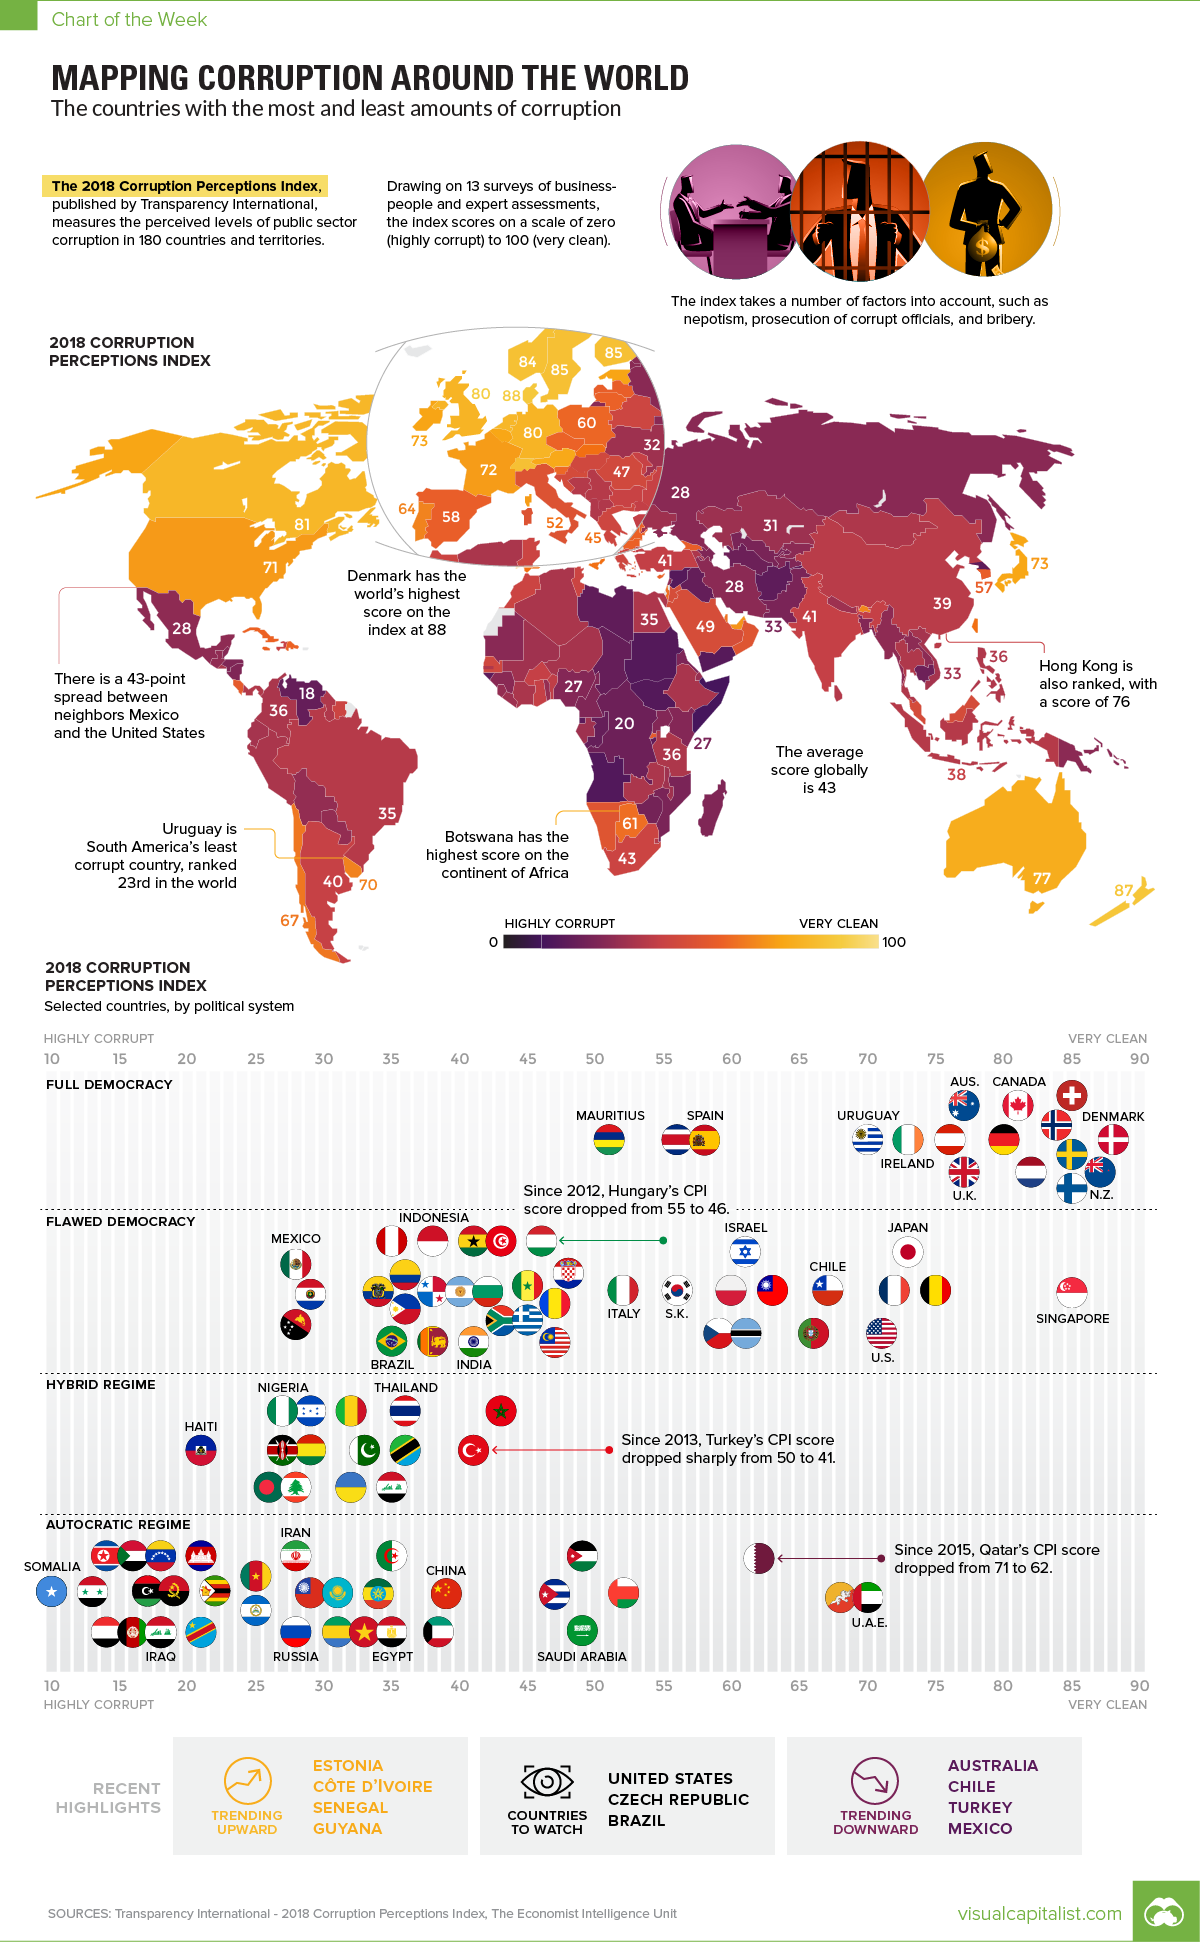 Chart of the Week
MAPPING CORRUPTION AROUND THE WORLD
The countries with the most and least amounts of corruption
The 2018 Corruption Perceptions Index,
published by Transparency International,
measures the perceived levels of public sector
corruption in 180 countries and territories.
Drawing on 13 surveys of business-
people and expert assessments,
the index scores on a scale of zero
(highly corrupt) to 100 (very clean).
$
The index takes a number of factors into account, such as
nepotism, prosecution of corrupt officials, and bribery.
2018 CORRUPTION
PERCEPTIONS INDEX
84
85
85
80
88
73
80
60
32
72
47
64
58
52
45
81
71
28
28
31
41
28
35
49
33
41
39
57
73
Denmark has the
world's highest
score on the
index at 88
There is a 43-point
spread between
neighbors Mexico
and the United States
18
36
27
20
36
27
33
36
38
Hong Kong is
also ranked, with
a score of 76
The average
score globally
is 43
35
Uruguay is
South America's least
corrupt country, ranked
23rd in the world
40
70
67
Botswana has the
highest score on the
continent of Africa
61
43
77
87
HIGHLY CORRUPT
VERY CLEAN
0
100
2018 CORRUPTION
PERCEPTIONS INDEX
Selected countries, by political system
HIGHLY CORRUPT
VERY CLEAN
10 15 20 25 30 35 40 45 50 55 60 65 70 75 80 85 90
FULL DEMOCRACY
MAURITIUS
SPAIN
URUGUAY
IRELAND
AUS.
U.K.
CANADA
DENMARK
N.Z.
Since 2012, Hungary's CPI
score dropped from 55 to 46.
FLAWED DEMOCRACY
MEXICO
INDONESIA
BRAZIL
INDIA
ITALY
S.K.
ISRAEL
CHILE
JAPAN
U.S.
SINGAPORE
HYBRID REGIME
HAITI
NIGERIA
THAILAND
Since 2013, Turkey's CPI score
dropped sharply from 50 to 41.
AUTOCRATIC REGIME
SOMALIA
IRAQ
IRAN
RUSSIA
EGYPT
CHINA
SAUDI ARABIA
Since 2015, Qatar's CPI score
dropped from 71 to 62.
U.A.E.
10 15 20 25 30 35 40 45 50 55 60 65 70 75 80 85 90
HIGHLY CORRUPT
VERY CLEAN
RECENT
HIGHLIGHTS
TRENDING
UPWARD
ESTONIA
CÔTE D'IVOIRE
SENEGAL
GUYANA
COUNTRIES
TO WATCH
UNITED STATES
CZECH REPUBLIC
BRAZIL
TRENDING
DOWNWARD
AUSTRALIA
CHILE
TURKEY
MEXICO
SOURCES: Transparency International - 2018 Corruption Perceptions Index, The Economist Intelligence Unit
visualcapitalist.com